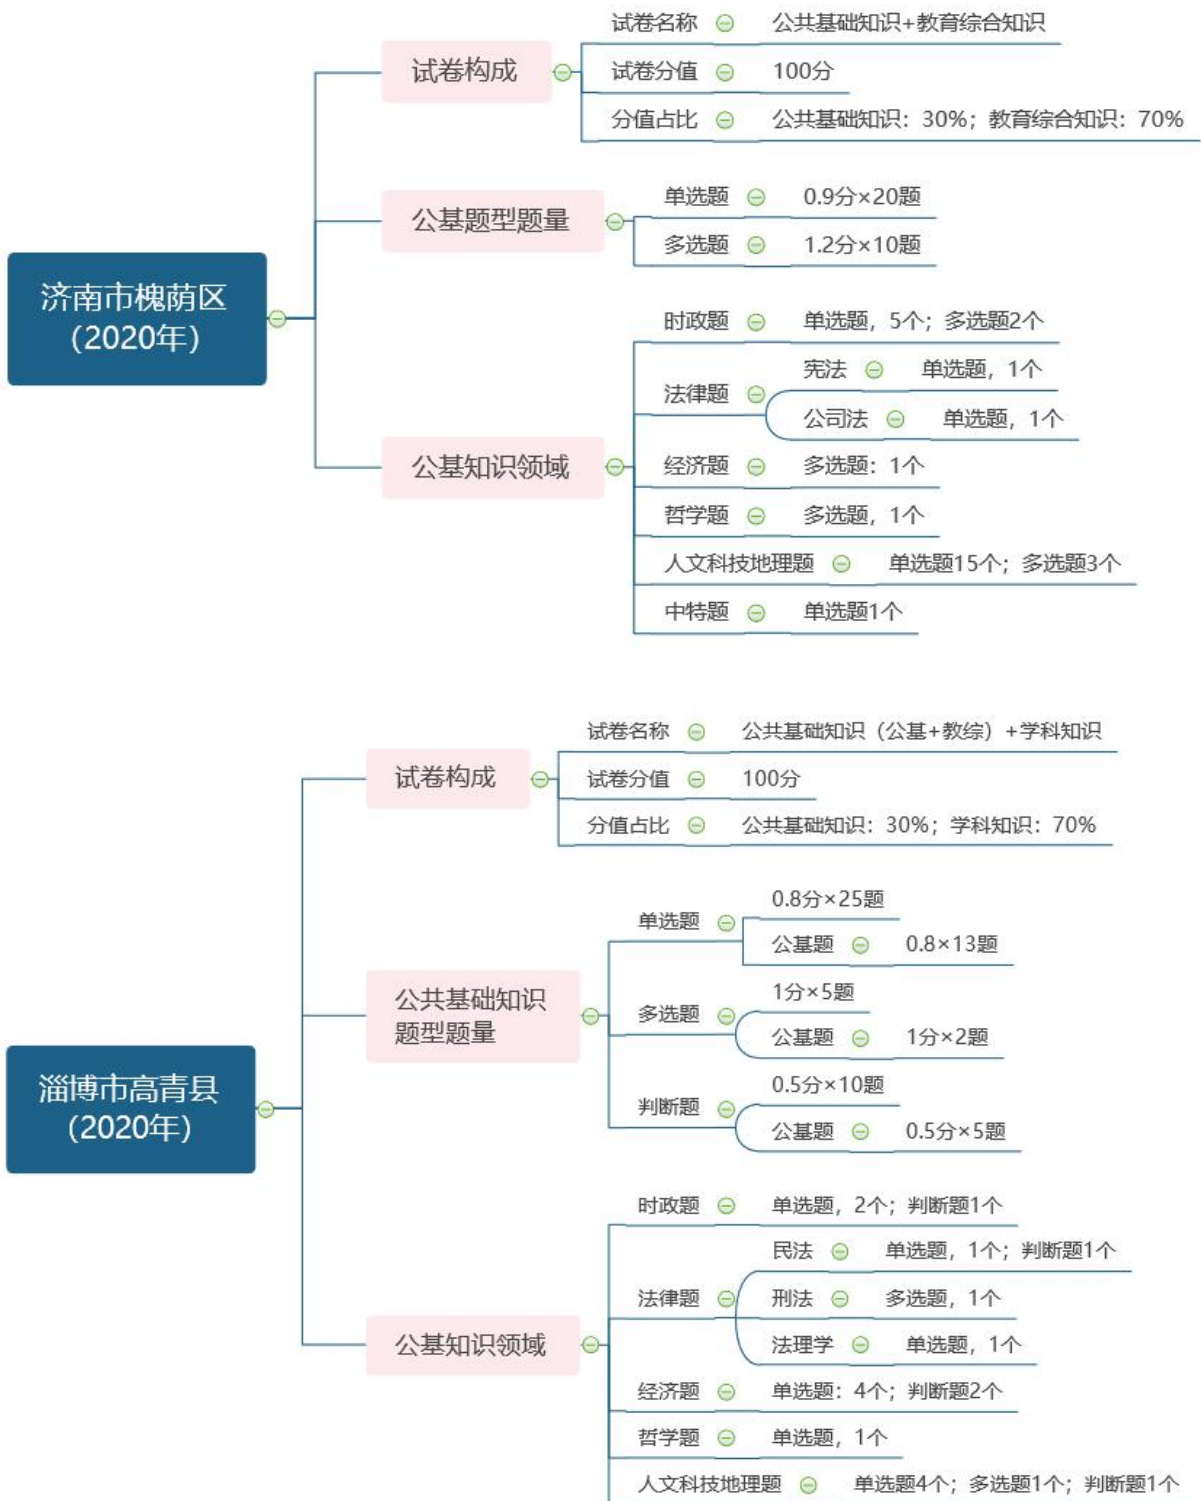 济南市槐荫区
（2020年）
试卷构成
试卷名称 公共基础知识+教育综合知识
试卷分值 100分
分值占比 公共基础知识：30%；教育综合知识：70%
公基题型题量
单选题 0.9分×20题
多选题 1.2分×10题
公基知识领域
时政题 单选题，5个；多选题2个
法律题
宪法 单选题，1个
公司法 单选题，1个
经济题 多选题：1个
哲学题 多选题，1个
人文科技地理题 单选题15个；多选题3个
中特题 单选题1个
淄博市高青县
（2020年）
试卷构成
试卷名称 公共基础知识（公基+教综）+学科知识
试卷分值 100分
分值占比 公共基础知识：30%；学科知识：70%
公共基础知识
题型题量
单选题
0.8分×25题
公基题 0.8×13题
多选题
1分×5题
公基题 1分×2题
判断题
0.5分×10题
公基题 0.5分×5题
公基知识领域
时政题 单选题，2个；判断题1个
法律题
民法 单选题，1个；判断题1个
刑法 多选题，1个
法理学 单选题，1个
经济题 单选题：4个；判断题2个
哲学题 单选题，1个
人文科技地理题 单选题4个；多选题1个；判断题1个